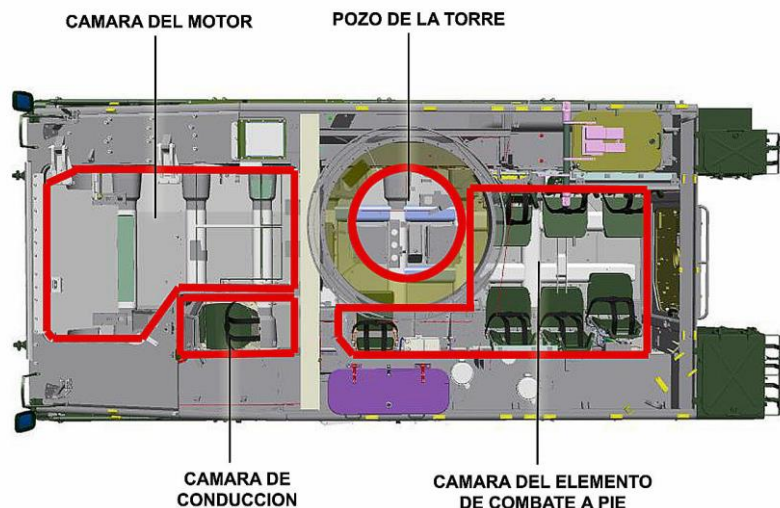 CAMARA DEL MOTOR
POZO DE LA TORRE
CAMARA DE
CONDUCCION
CAMARA DEL ELEMENTO
DE COMBATE A PIE